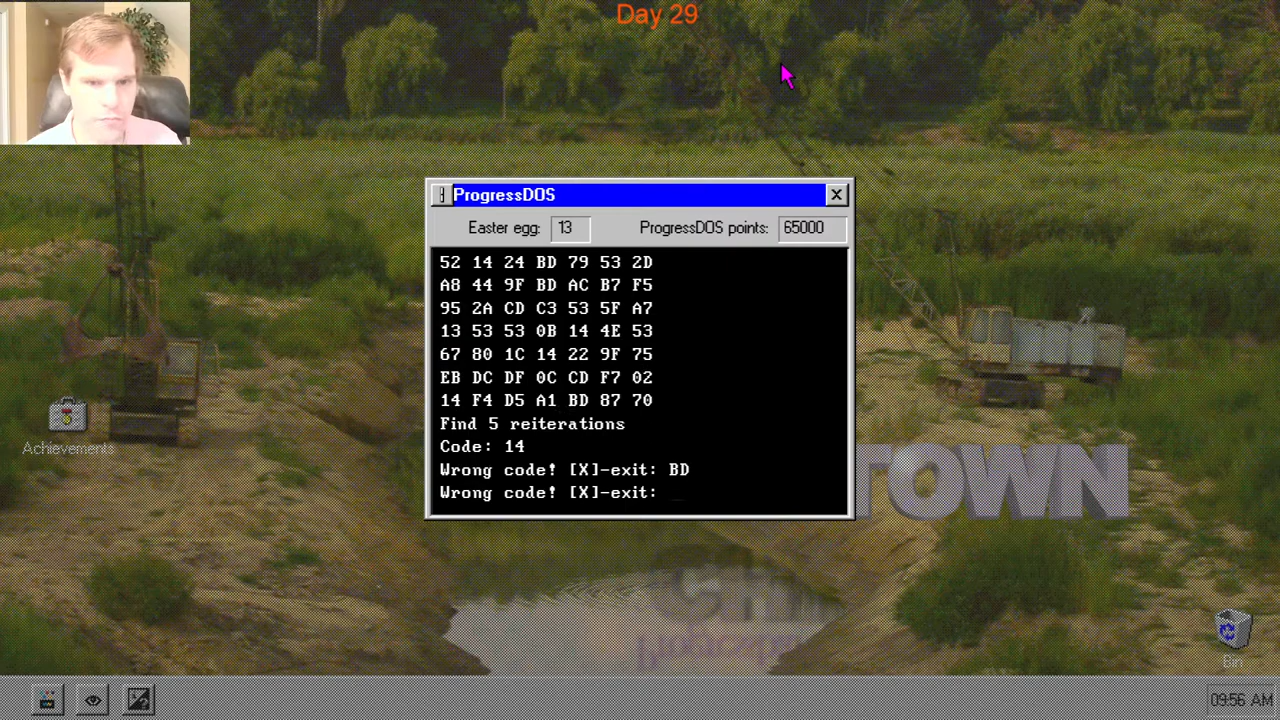 Day 29
ProgressDOS
Easter egg: 13 ProgressDOS points: 65000
52 14 24 BD 79 53 2D
A8 44 9F BD AC B7 F5
95 2A CD C3 53 5F A7
13 53 53 0B 14 4E 53
67 80 1C 14 22 9F 75
EB DC DF 0C CD F7 02
14 F4 D5 A1 BD 87 70
Find 5 reiterations
Code: 14
Wrong code! [X]-exit: BD
Wrong code! [X]-exit:
Achievements
TOWN
Bin
09:56 AM